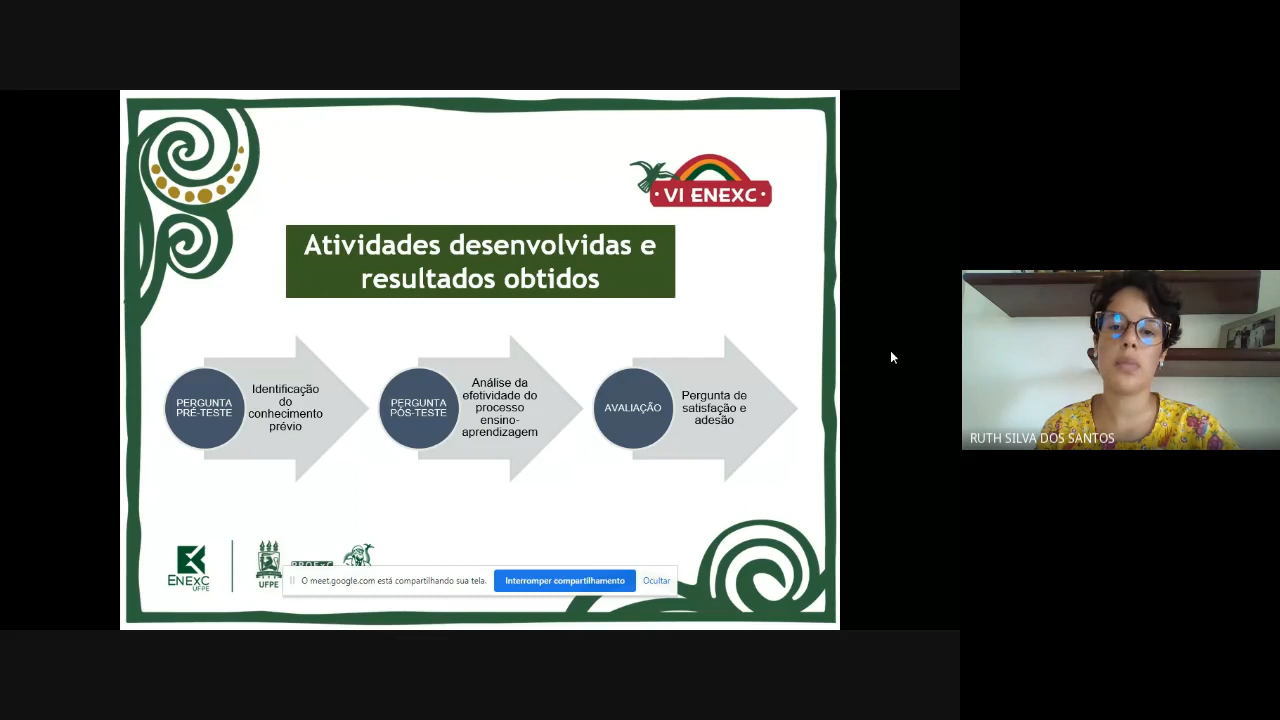 · VI ENEXC ·
Atividades desenvolvidas e
resultados obtidos
PERGUNTA
PRÉ-TESTE
Identificação
do
conhecimento
prévio
PERGUNTA
PÓS-TESTE
Análise da
efetividade do
processo
ensino-
aprendizagem
AVALIAÇÃO
Pergunta de
satisfação e
adesão
RUTH SILVA DOS SANTOS
ENEXC
UFPE
UFPE
O meet.google.com está compartilhando sua tela.
Interromper compartilhamento
Ocultar